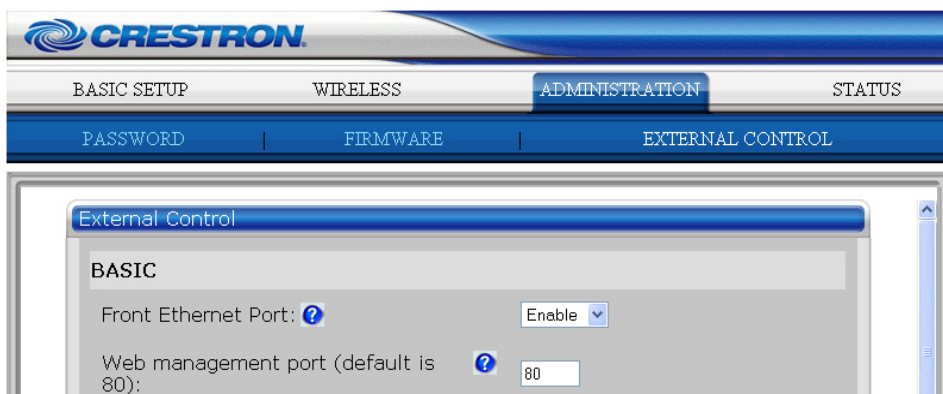 CRESTRON.
BASIC SETUP WIRELESS ADMINISTRATION STATUS
PASSWORD | FIRMWARE | EXTERNAL CONTROL
External Control
BASIC
Front Ethernet Port: ? Enable
Web management port (default is ? 80
80):